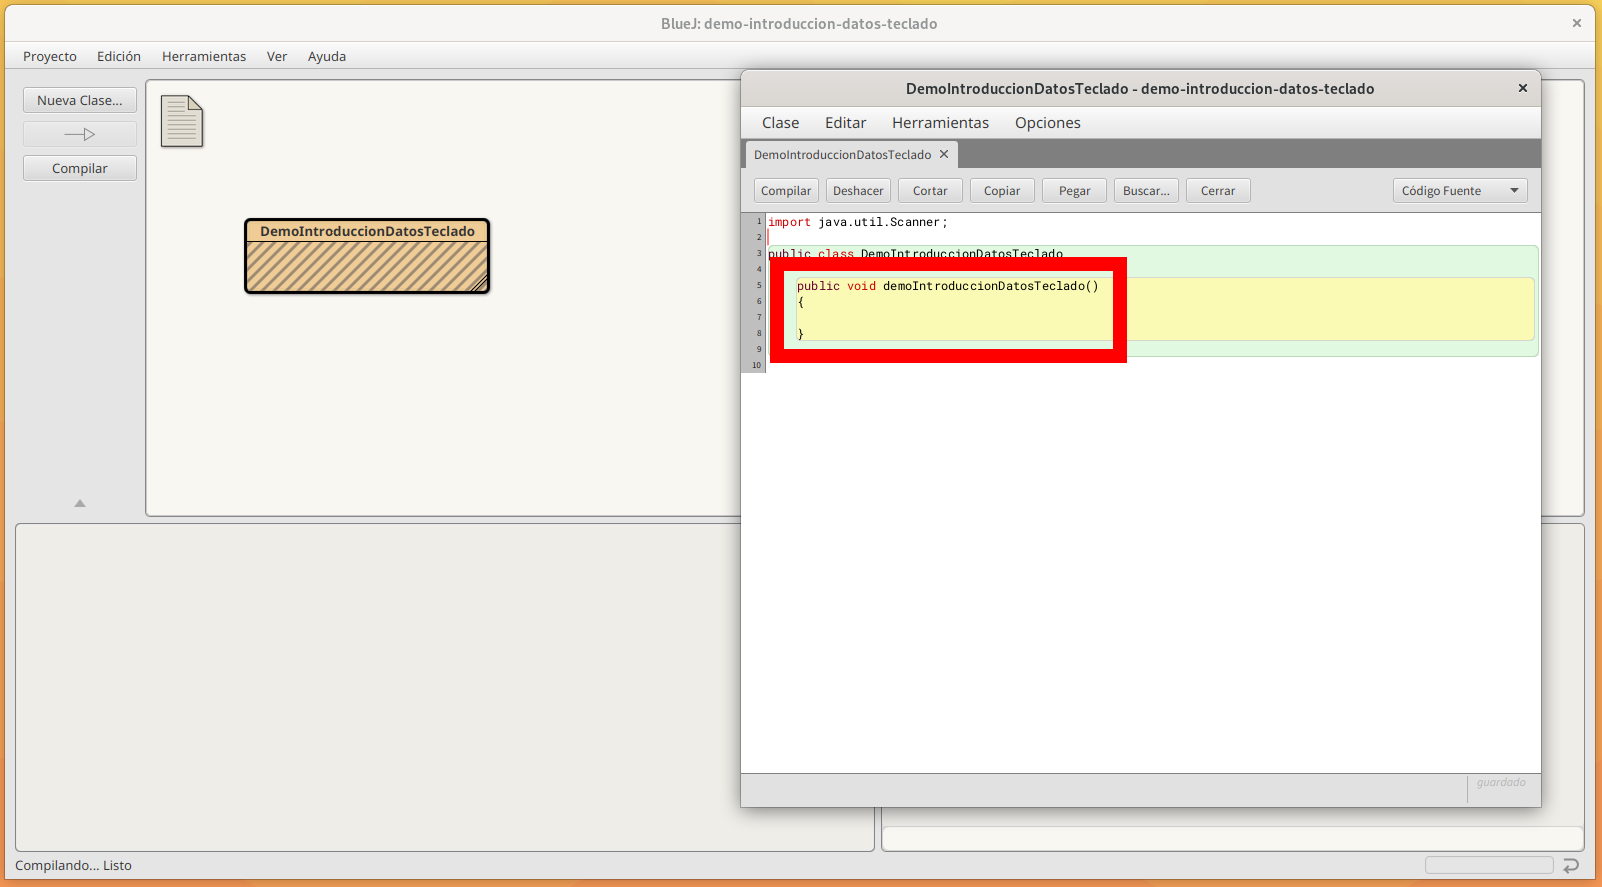 BlueJ: demo-introduccion-datos-teclado
Proyecto Edición Herramientas Ver Ayuda
Nueva Clase...
Compilar
DemoIntroduccionDatosTeclado
DemoIntroduccionDatosTeclado - demo-introduccion-datos-teclado
Clase Editar Herramientas Opciones
DemoIntroduccionDatosTeclado
Compilar Deshacer Cortar Copiar Pegar Buscar... Cerrar Código Fuente
1 import java.util.Scanner;
2
3 public class DemoIntroduccionDatosTeclado
4
5 public void demoIntroduccionDatosTeclado()
6 {
7
8 }
9
10
guardado
Compilando... Listo